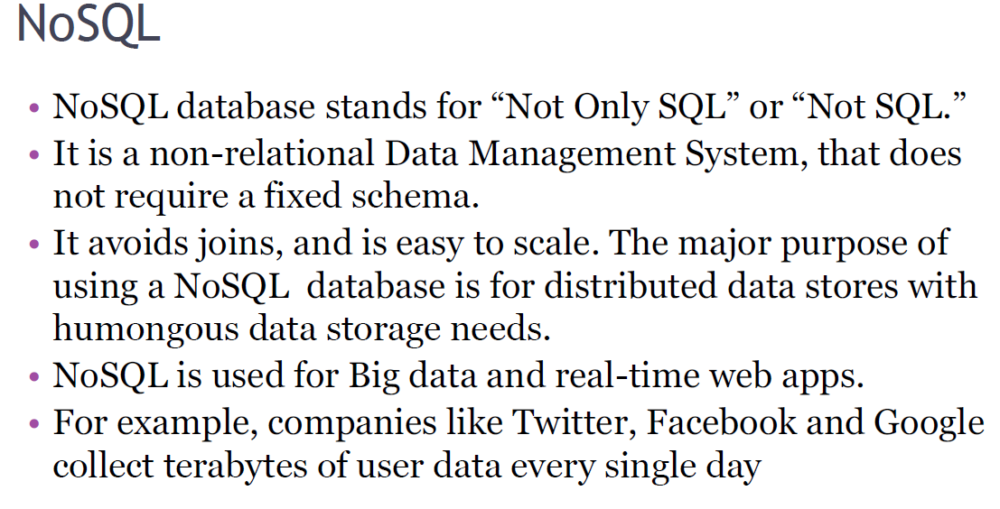 NoSQL
• NoSQL database stands for “Not Only SQL” or “Not SQL.”
• It is a non-relational Data Management System, that does
not require a fixed schema.
• It avoids joins, and is easy to scale. The major purpose of
using a NoSQL  database is for distributed data stores with
humongous data storage needs.
• NoSQL is used for Big data and real-time web apps.
• For example, companies like Twitter, Facebook and Google
collect terabytes of user data every single day